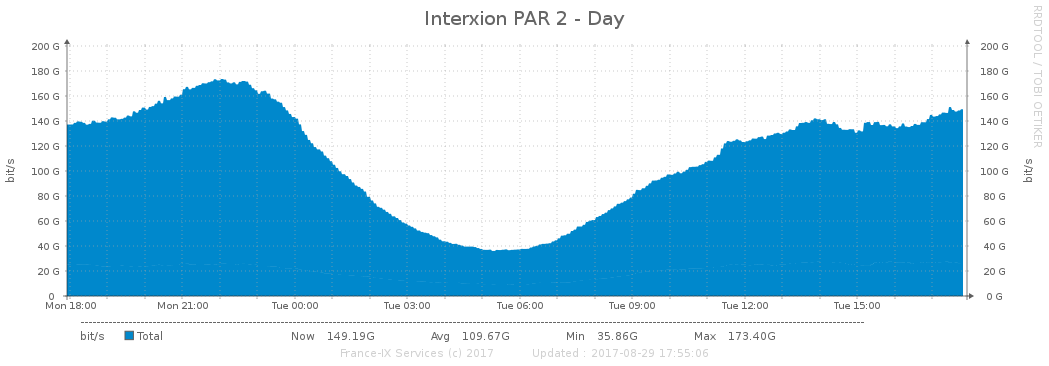 Interxion PAR 2 - Day
RRDTOOL / TOBI OETIKER
200 G 200 G
180 G 180 G
160 G 160 G
140 G 140 G
120 G 120 G
100 G 100 G
80 G 80 G
60 G 60 G
40 G 40 G
20 G 20 G
0 0 G
bit/s bit/s
Mon 18:00 Mon 21:00 Tue 00:00 Tue 03:00 Tue 06:00 Tue 09:00 Tue 12:00 Tue 15:00
bit/s Total Now 149.19G Avg 109.67G Min 35.86G Max 173.40G
France-IX Services (c) 2017 Updated : 2017-08-29 17:55:06